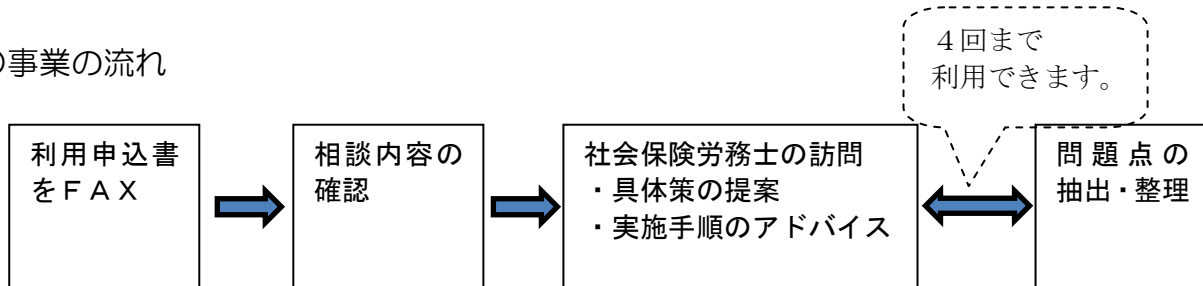 の事業の流れ
４回まで
利用できます。
利用申込書
をＦＡＸ
相談内容の
確認
社会保険労務士の訪問
・具体策の提案
・実施手順のアドバイス
問題点の
抽出・整理